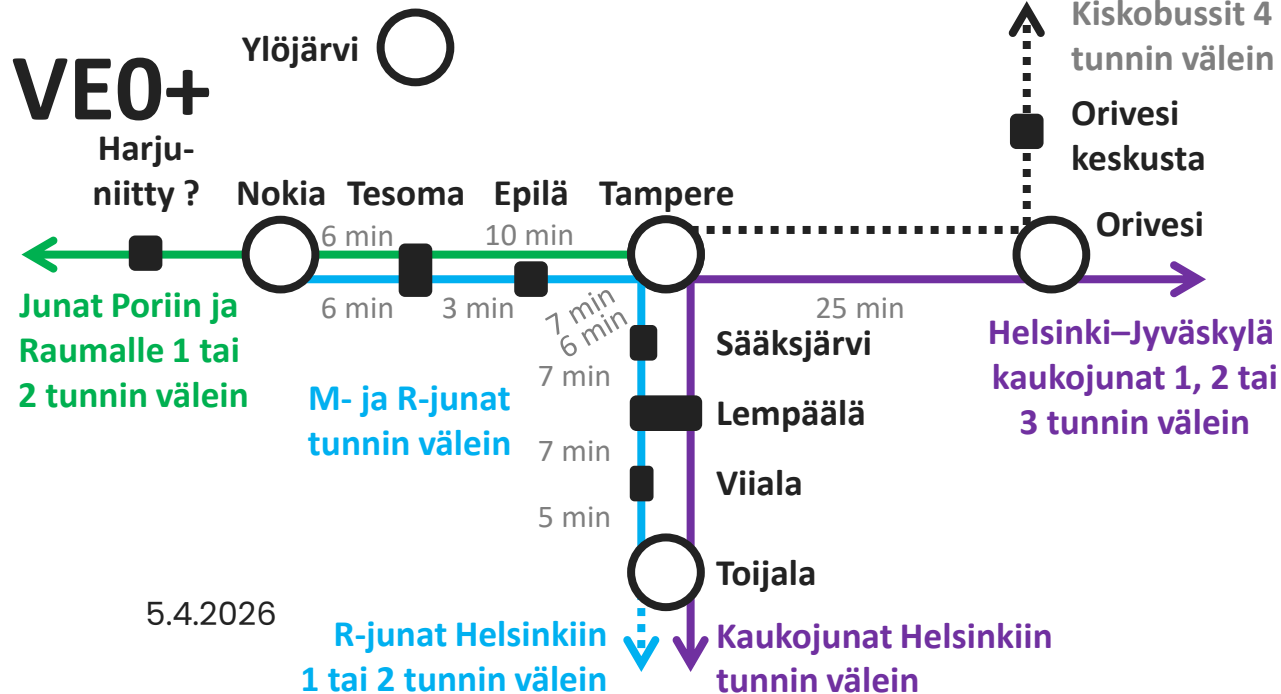 Kiskobussit 4
tunnin välein
Ylöjärvi
VE0+
Orivesi
keskusta
Harju-
niitty ?
Nokia
Tesoma
Epilä
Tampere
Orivesi
6 min
10 min
6 min
3 min
7 min
6 min
25 min
Junat Poriin ja
Raumalle 1 tai
2 tunnin välein
Sääksjärvi
Helsinki–Jyväskylä
kaukojunat 1, 2 tai
3 tunnin välein
7 min
M- ja R-junat
tunnin välein
Lempäälä
7 min
Viiala
5 min
Toijala
5.4.2026
R-junat Helsinkiin
1 tai 2 tunnin välein
Kaukojunat Helsinkiin
tunnin välein